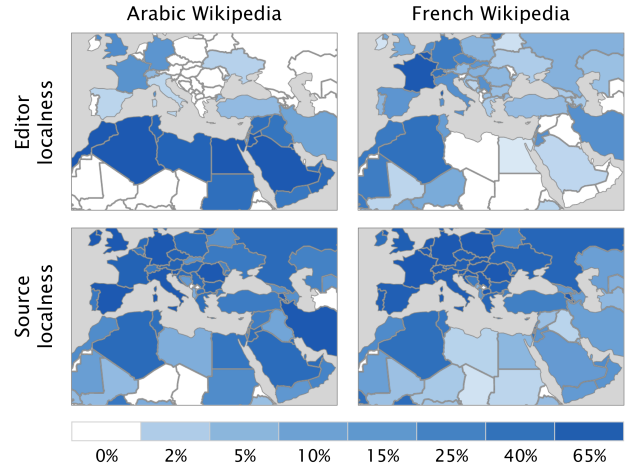 Arabic Wikipedia
French Wikipedia
Editor
localness
Source
localness
0%
2%
5%
10%
15%
25%
40%
65%